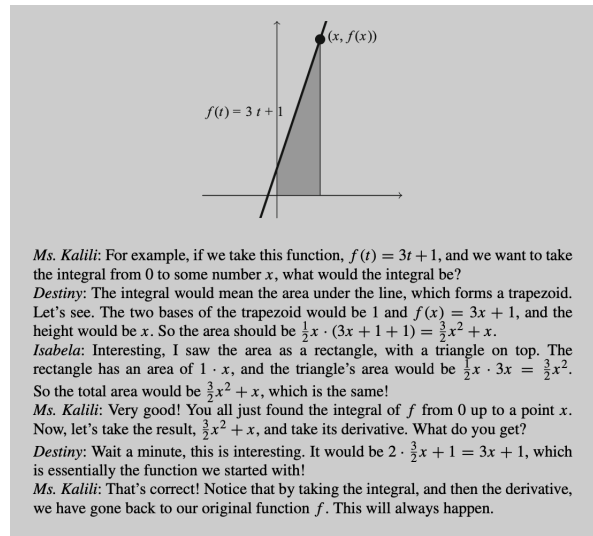 (x, f(x))
f(t) = 3 t + 1
Ms. Kalili: For example, if we take this function, f(t) = 3t + 1, and we want to take
the integral from 0 to some number x, what would the integral be?
Destiny: The integral would mean the area under the line, which forms a trapezoid.
Let's see. The two bases of the trapezoid would be 1 and f(x) = 3x + 1, and the
height would be x. So the area should be ½x · (3x + 1 + 1) = 3/2x² + x.
Isabela: Interesting, I saw the area as a rectangle, with a triangle on top. The
rectangle has an area of 1 · x, and the triangle's area would be ½x · 3x = 3/2x².
So the total area would be 3/2x² + x, which is the same!
Ms. Kalili: Very good! You all just found the integral of f from 0 up to a point x.
Now, let's take the result, 3/2x² + x, and take its derivative. What do you get?
Destiny: Wait a minute, this is interesting. It would be 2 · 3/2x + 1 = 3x + 1, which
is essentially the function we started with!
Ms. Kalili: That's correct! Notice that by taking the integral, and then the derivative,
we have gone back to our original function f. This will always happen.